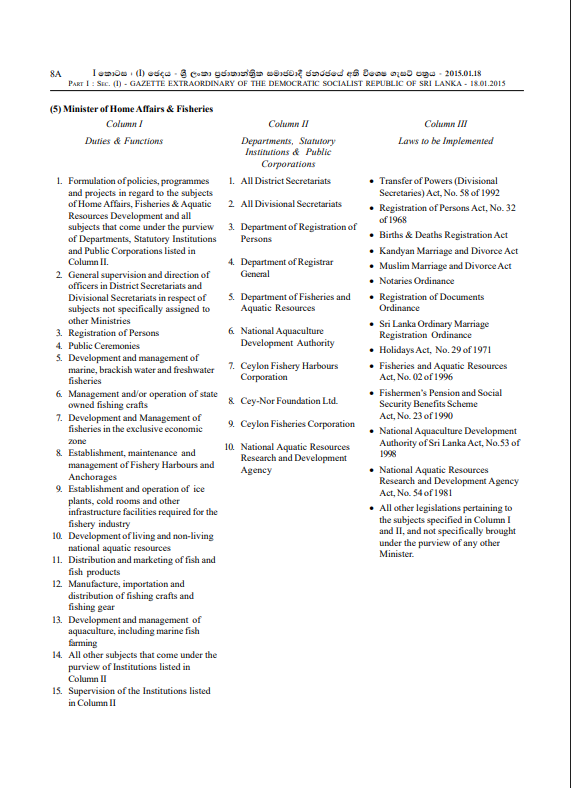 8A
I කොටස : (I) ඡෙදය - ශ්‍රී ලංකා ප්‍රජාතාන්ත්‍රික සමාජවාදී ජනරජයේ අති විශෙෂ ගැසට් පත්‍රය - 2015.01.18
PART I : SEC. (I) - GAZETTE EXTRAORDINARY OF THE DEMOCRATIC SOCIALIST REPUBLIC OF SRI LANKA - 18.01.2015
(5) Minister of Home Affairs & Fisheries
Column I
Duties & Functions
1. Formulation of policies, programmes
and projects in regard to the subjects
of Home Affairs, Fisheries & Aquatic
Resources Development and all
subjects that come under the purview
of Departments, Statutory Institutions
and Public Corporations listed in
Column II.
2. General supervision and direction of
officers in District Secretariats and
Divisional Secretariats in respect of
subjects not specifically assigned to
other Ministries
3. Registration of Persons
4. Public Ceremonies
5. Development and management of
marine, brackish water and freshwater
fisheries
6. Management and/or operation of state
owned fishing crafts
7. Development and Management of
fisheries in the exclusive economic
zone
8. Establishment, maintenance and
management of Fishery Harbours and
Anchorages
9. Establishment and operation of ice
plants, cold rooms and other
infrastructure facilities required for the
fishery industry
10. Development of living and non-living
national aquatic resources
11. Distribution and marketing of fish and
fish products
12. Manufacture, importation and
distribution of fishing crafts and
fishing gear
13. Development and management of
aquaculture, including marine fish
farming
14. All other subjects that come under the
purview of Institutions listed in
Column II
15. Supervision of the Institutions listed
in Column II
Column II
Departments, Statutory
Institutions & Public
Corporations
1. All District Secretariats
2. All Divisional Secretariats
3. Department of Registration of
Persons
4. Department of Registrar
General
5. Department of Fisheries and
Aquatic Resources
6. National Aquaculture
Development Authority
7. Ceylon Fishery Harbours
Corporation
8. Cey-Nor Foundation Ltd.
9. Ceylon Fisheries Corporation
10. National Aquatic Resources
Research and Development
Agency
Column III
Laws to be Implemented
• Transfer of Powers (Divisional
Secretaries) Act, No. 58 of 1992
• Registration of Persons Act, No. 32
of 1968
• Births & Deaths Registration Act
• Kandyan Marriage and Divorce Act
• Muslim Marriage and Divorce Act
• Notaries Ordinance
• Registration of Documents
Ordinance
• Sri Lanka Ordinary Marriage
Registration Ordinance
• Holidays Act, No. 29 of 1971
• Fisheries and Aquatic Resources
Act, No. 02 of 1996
• Fishermen's Pension and Social
Security Benefits Scheme
Act, No. 23 of 1990
• National Aquaculture Development
Authority of Sri Lanka Act, No.53 of
1998
• National Aquatic Resources
Research and Development Agency
Act, No. 54 of 1981
• All other legislations pertaining to
the subjects specified in Column I
and II, and not specifically brought
under the purview of any other
Minister.